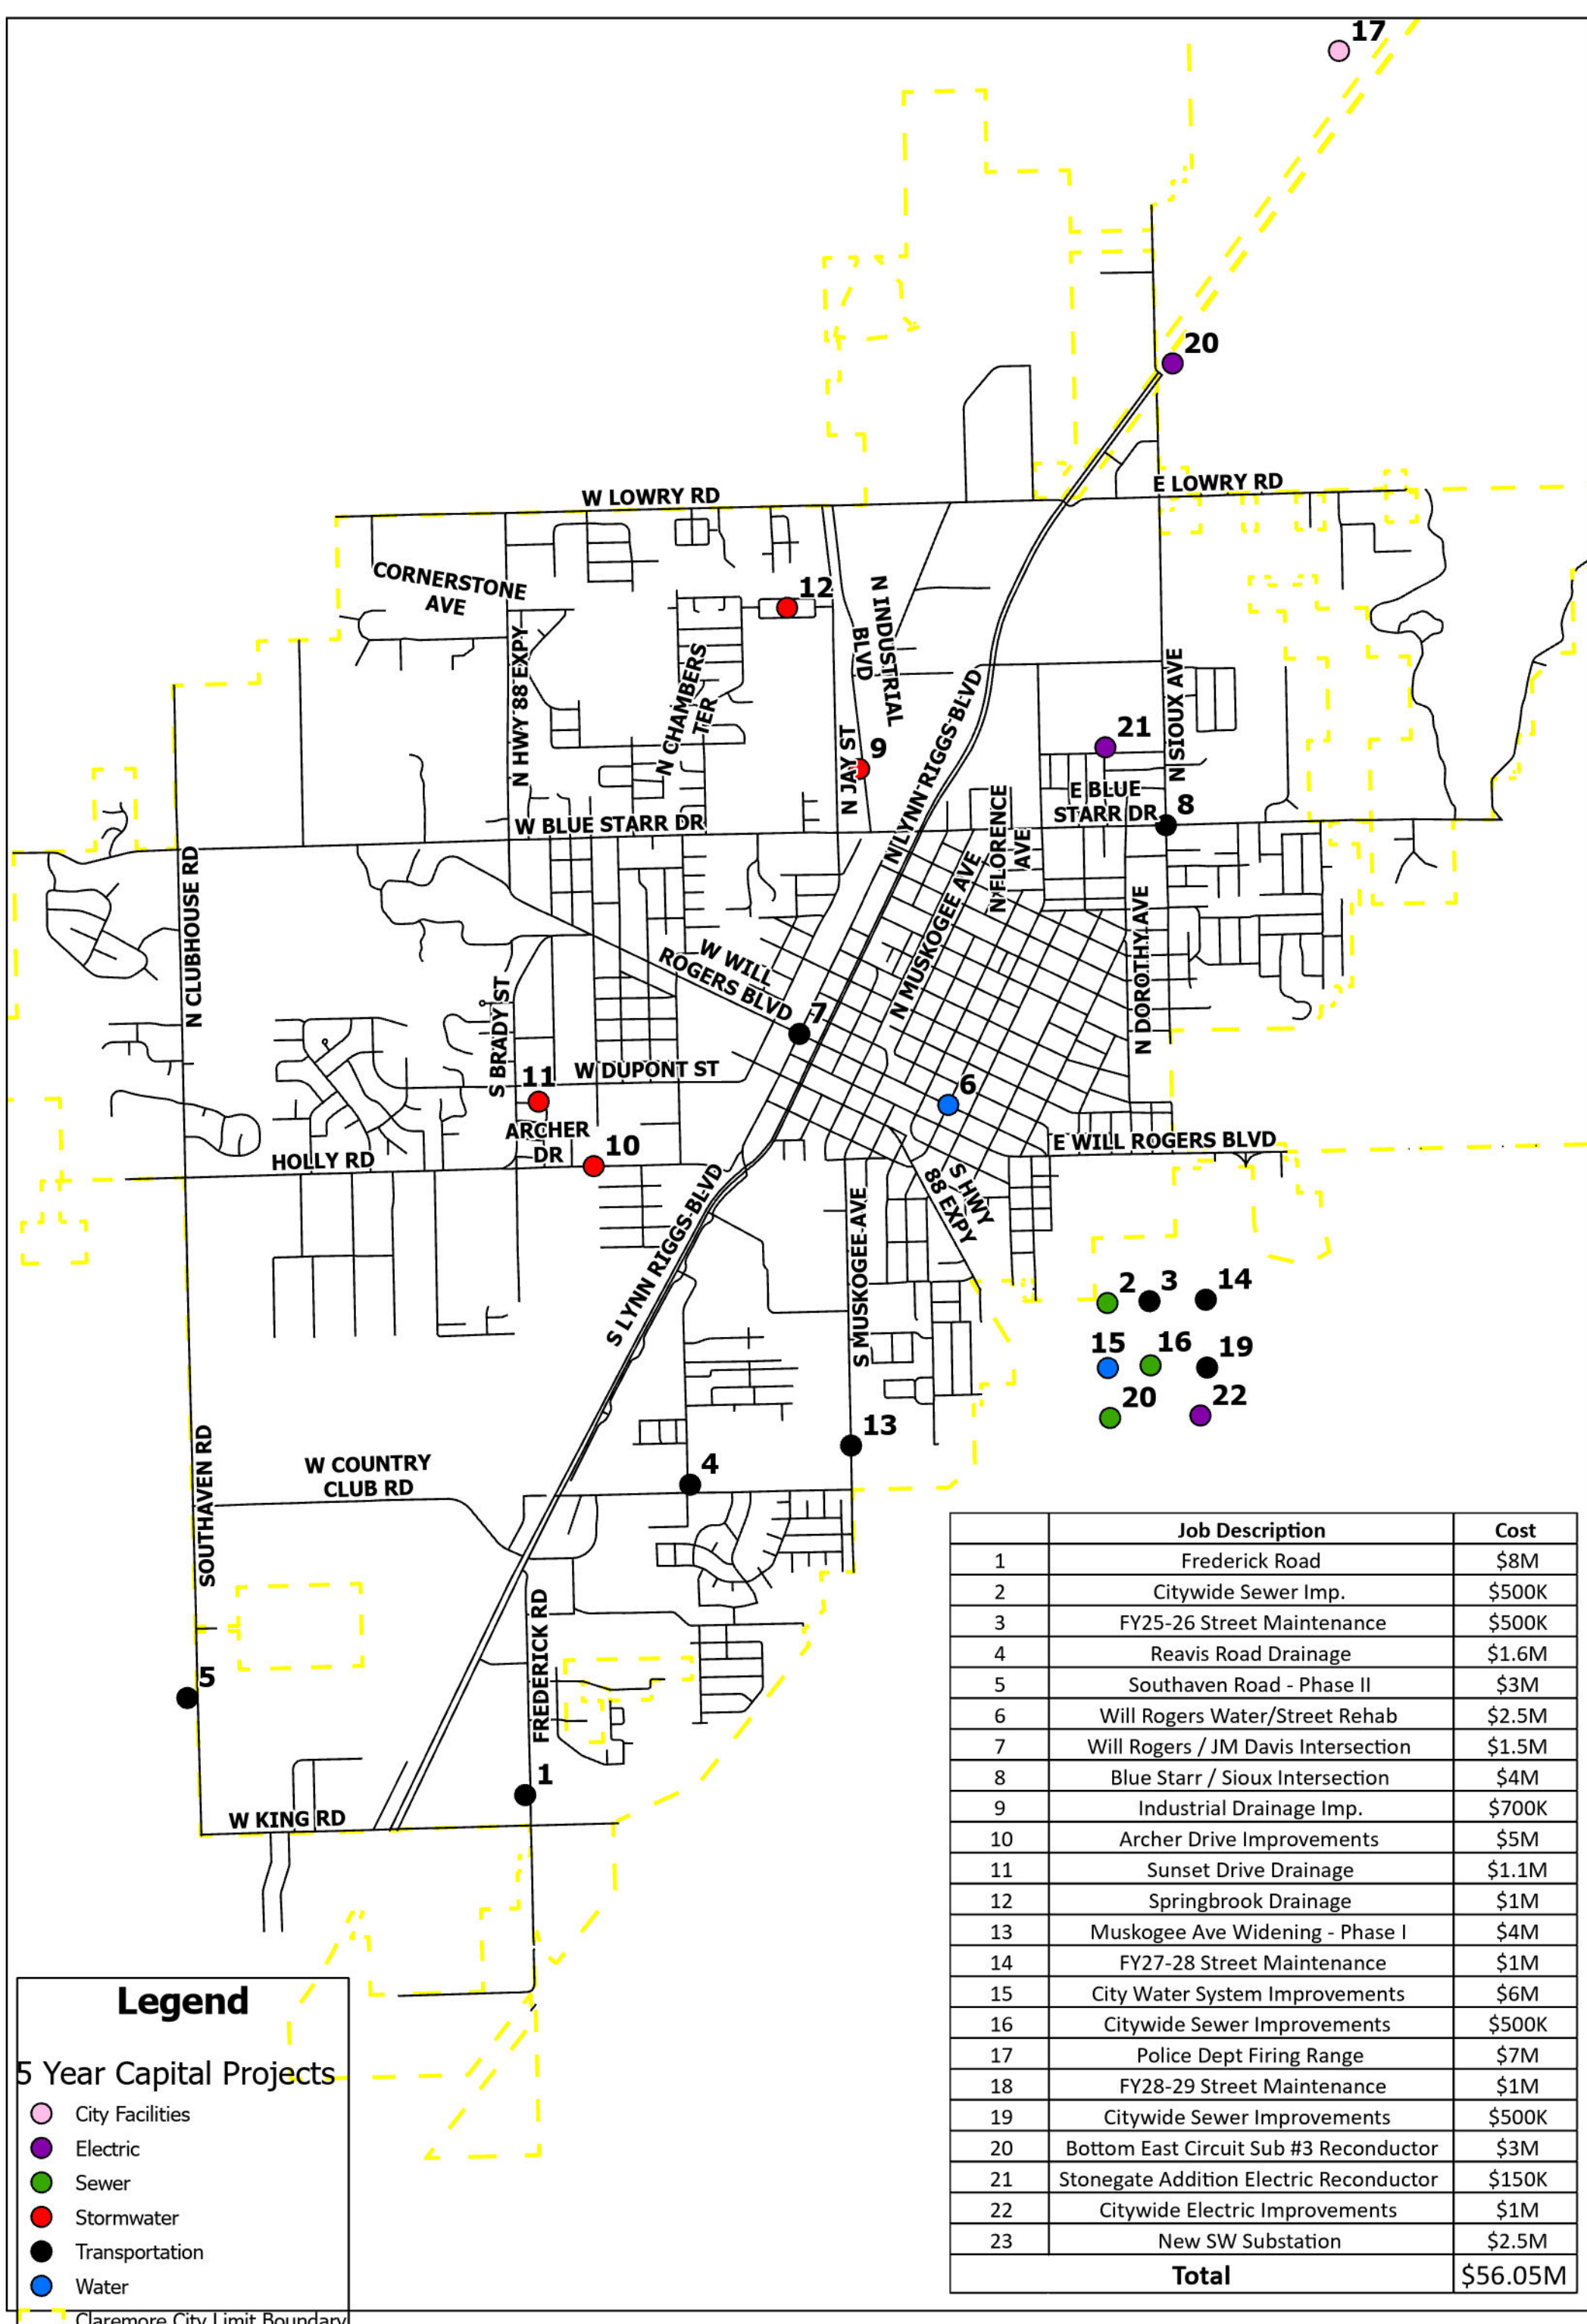 17
20
W LOWRY RD
E LOWRY RD
CORNERSTONE
AVE
12
N INDUSTRIAL
BLVD
N HWY 88 EXPY
N CHAMBERS
TER
N SIOUX AVE
21
N JAY ST
9
N LYNN RIGGS BLVD
E BLUE
STARR DR
8
W BLUE STARR DR
N FLORENCE
AVE
N CLUBHOUSE RD
N MUSKOGEE AVE
N DOROTHY AVE
W WILL
ROGERS BLVD
7
S BRADY ST
W DUPONT ST
11
6
ARCHER
DR
10
E WILL ROGERS BLVD
HOLLY RD
S HWY
88 EXPY
S LYNN RIGGS BLVD
S MUSKOGEE AVE
2
3
14
15
16
19
20
22
13
4
W COUNTRY
CLUB RD
SOUTHAVEN RD
5
FREDERICK RD
1
W KING RD
Job Description Cost
1 Frederick Road $8M
2 Citywide Sewer Imp. $500K
3 FY25-26 Street Maintenance $500K
4 Reavis Road Drainage $1.6M
5 Southaven Road - Phase II $3M
6 Will Rogers Water/Street Rehab $2.5M
7 Will Rogers / JM Davis Intersection $1.5M
8 Blue Starr / Sioux Intersection $4M
9 Industrial Drainage Imp. $700K
10 Archer Drive Improvements $5M
11 Sunset Drive Drainage $1.1M
12 Springbrook Drainage $1M
13 Muskogee Ave Widening - Phase I $4M
14 FY27-28 Street Maintenance $1M
15 City Water System Improvements $6M
16 Citywide Sewer Improvements $500K
17 Police Dept Firing Range $7M
18 FY28-29 Street Maintenance $1M
19 Citywide Sewer Improvements $500K
20 Bottom East Circuit Sub #3 Reconductor $3M
21 Stonegate Addition Electric Reconductor $150K
22 Citywide Electric Improvements $1M
23 New SW Substation $2.5M
Total $56.05M
Legend
5 Year Capital Projects
City Facilities
Electric
Sewer
Stormwater
Transportation
Water
Claremore City Limit Boundary